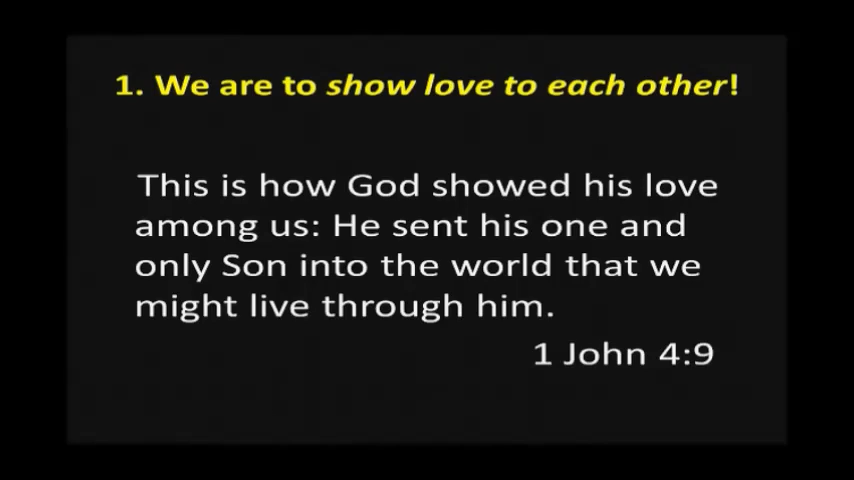 1. We are to show love to each other!
This is how God showed his love
among us: He sent his one and
only Son into the world that we
might live through him.
1 John 4:9